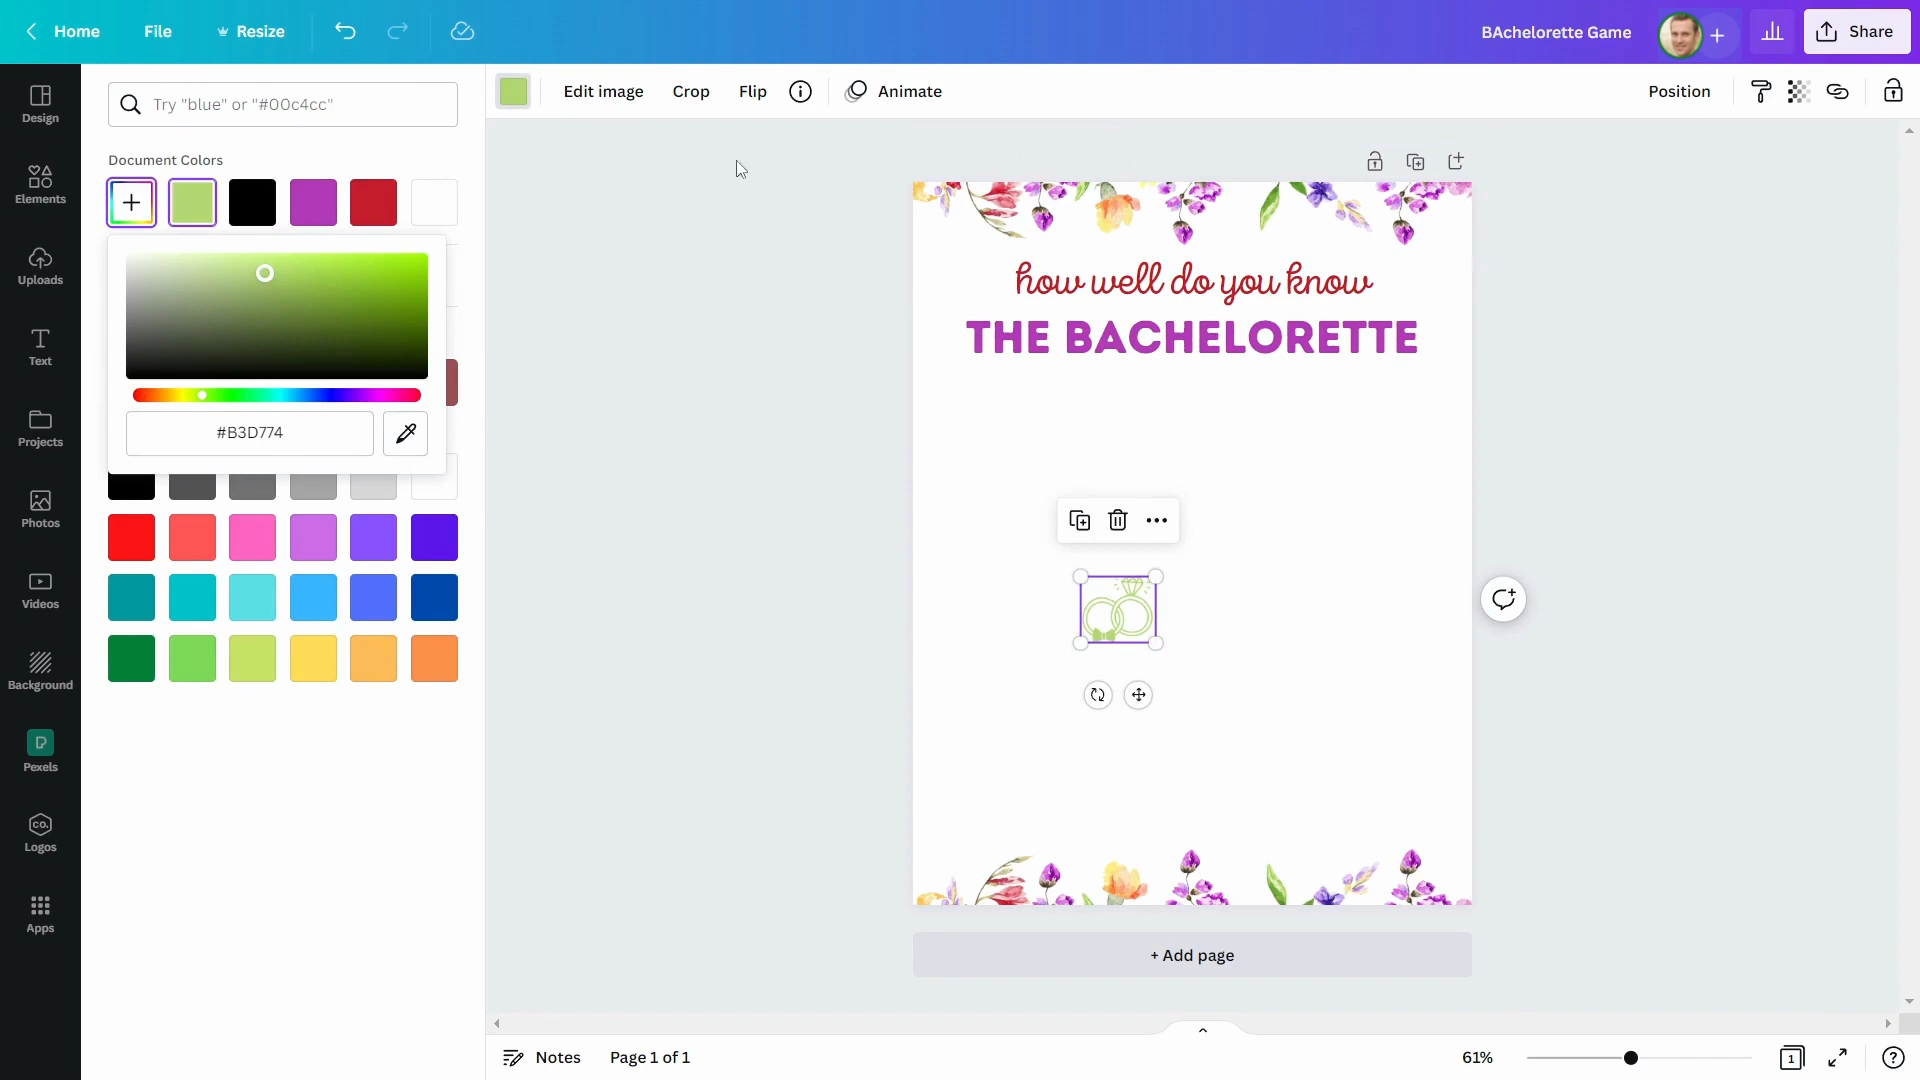 Home
File
Resize
BAchelorette Game
Share
Design
Elements
Uploads
Text
Projects
Photos
Videos
Background
Pexels
CO.
Logos
Apps
Try "blue" or "#00c4cc"
Document Colors
#B3D774
Edit image
Crop
Flip
Animate
Position
how well do you know
THE BACHELORETTE
+ Add page
Notes
Page 1 of 1
61%
1